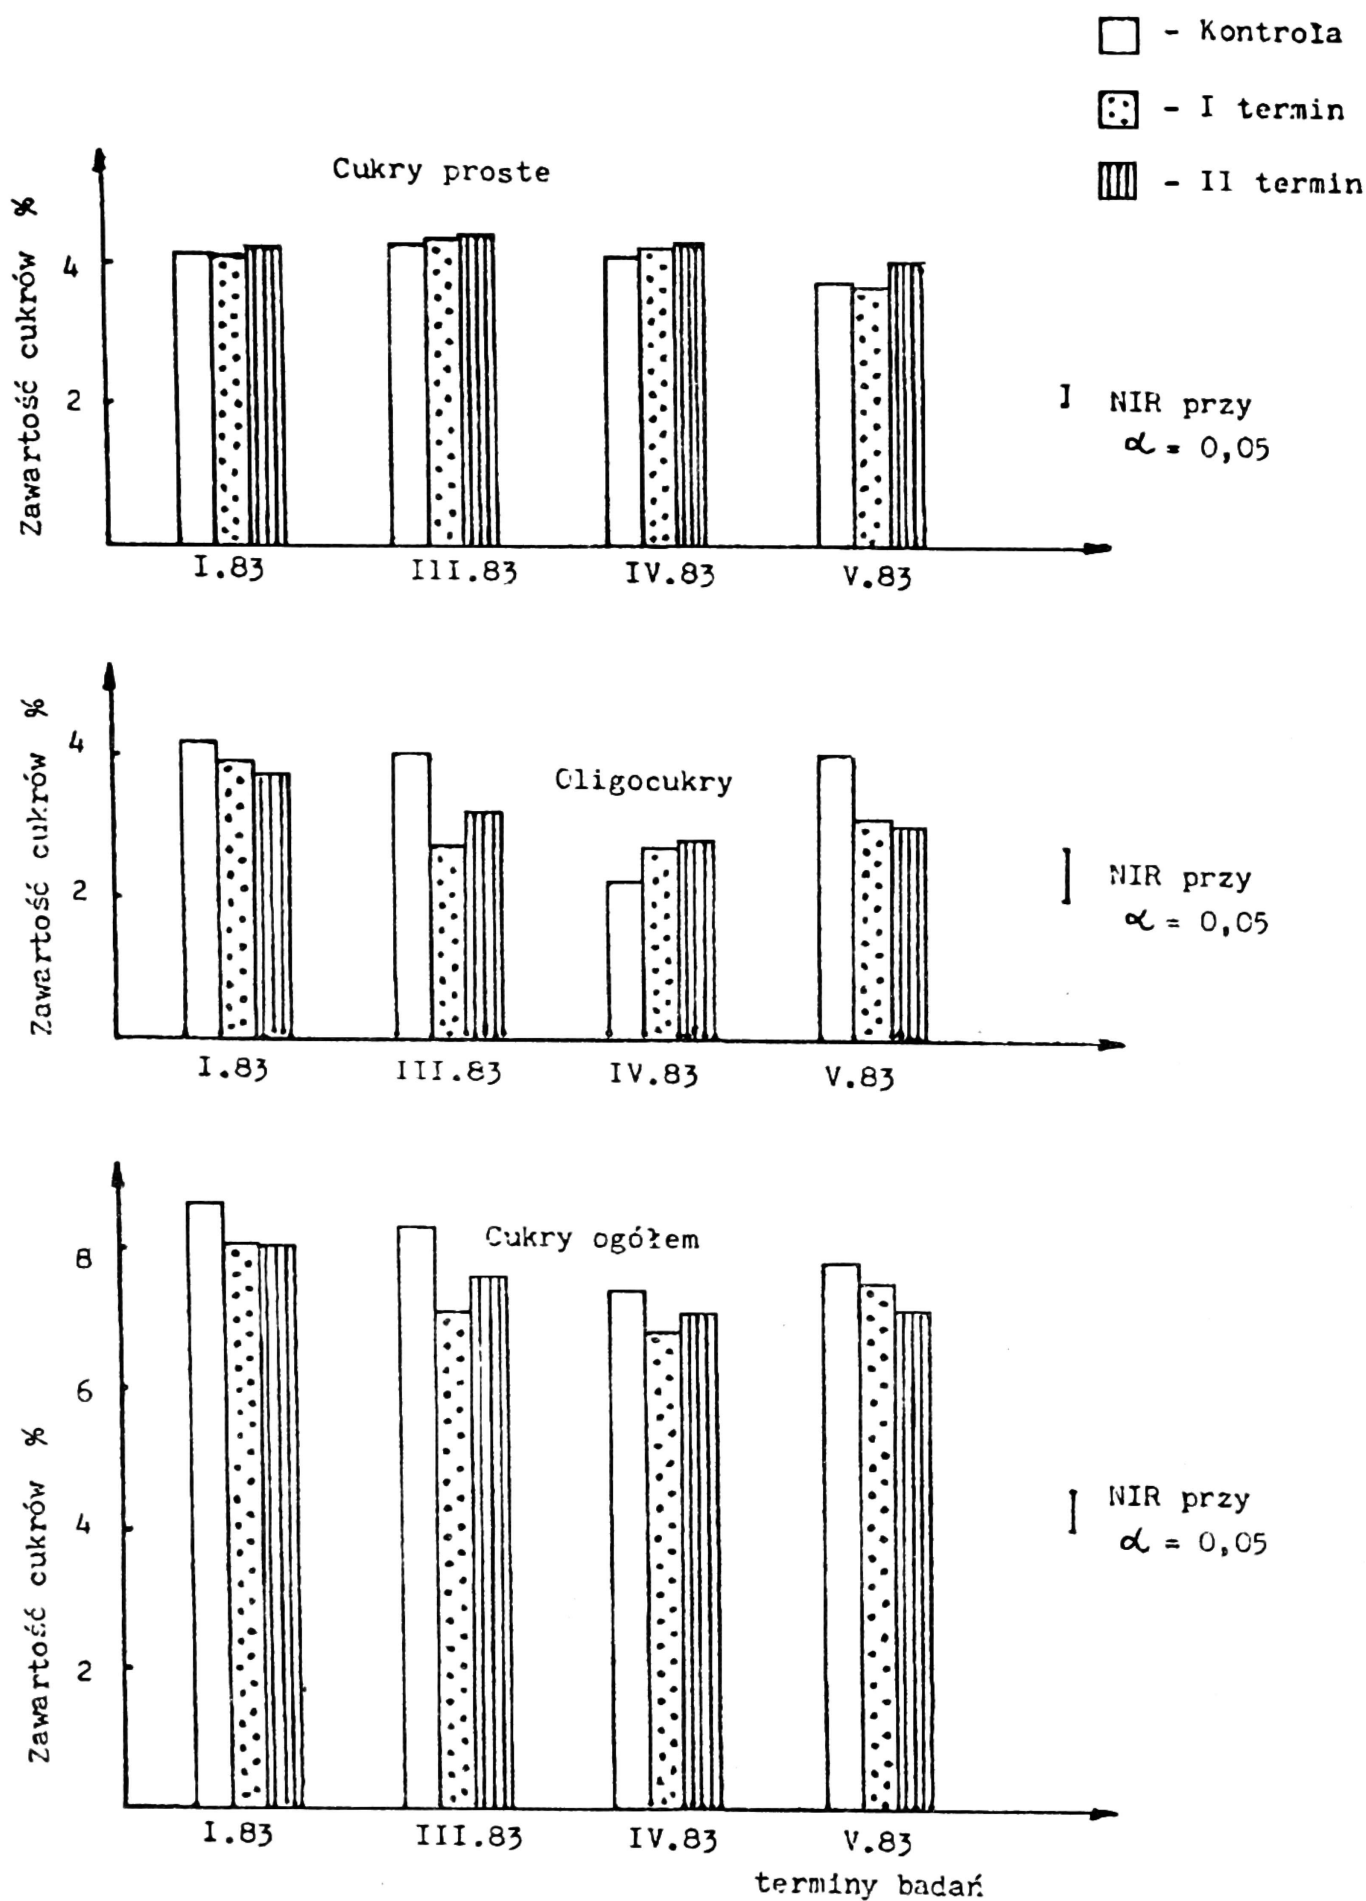 - Kontrola
- I termin
- II termin
Cukry proste
Zawartość cukrów %
4
2
NIR przy
α = 0,05
I.83 III.83 IV.83 V.83
Zawartość cukrów %
4
Oligocukry
2
NIR przy
α = 0,05
I.83 III.83 IV.83 V.83
Zawartość cukrów %
Cukry ogółem
8
6
4
NIR przy
α = 0,05
2
I.83 III.83 IV.83 V.83
terminy badań